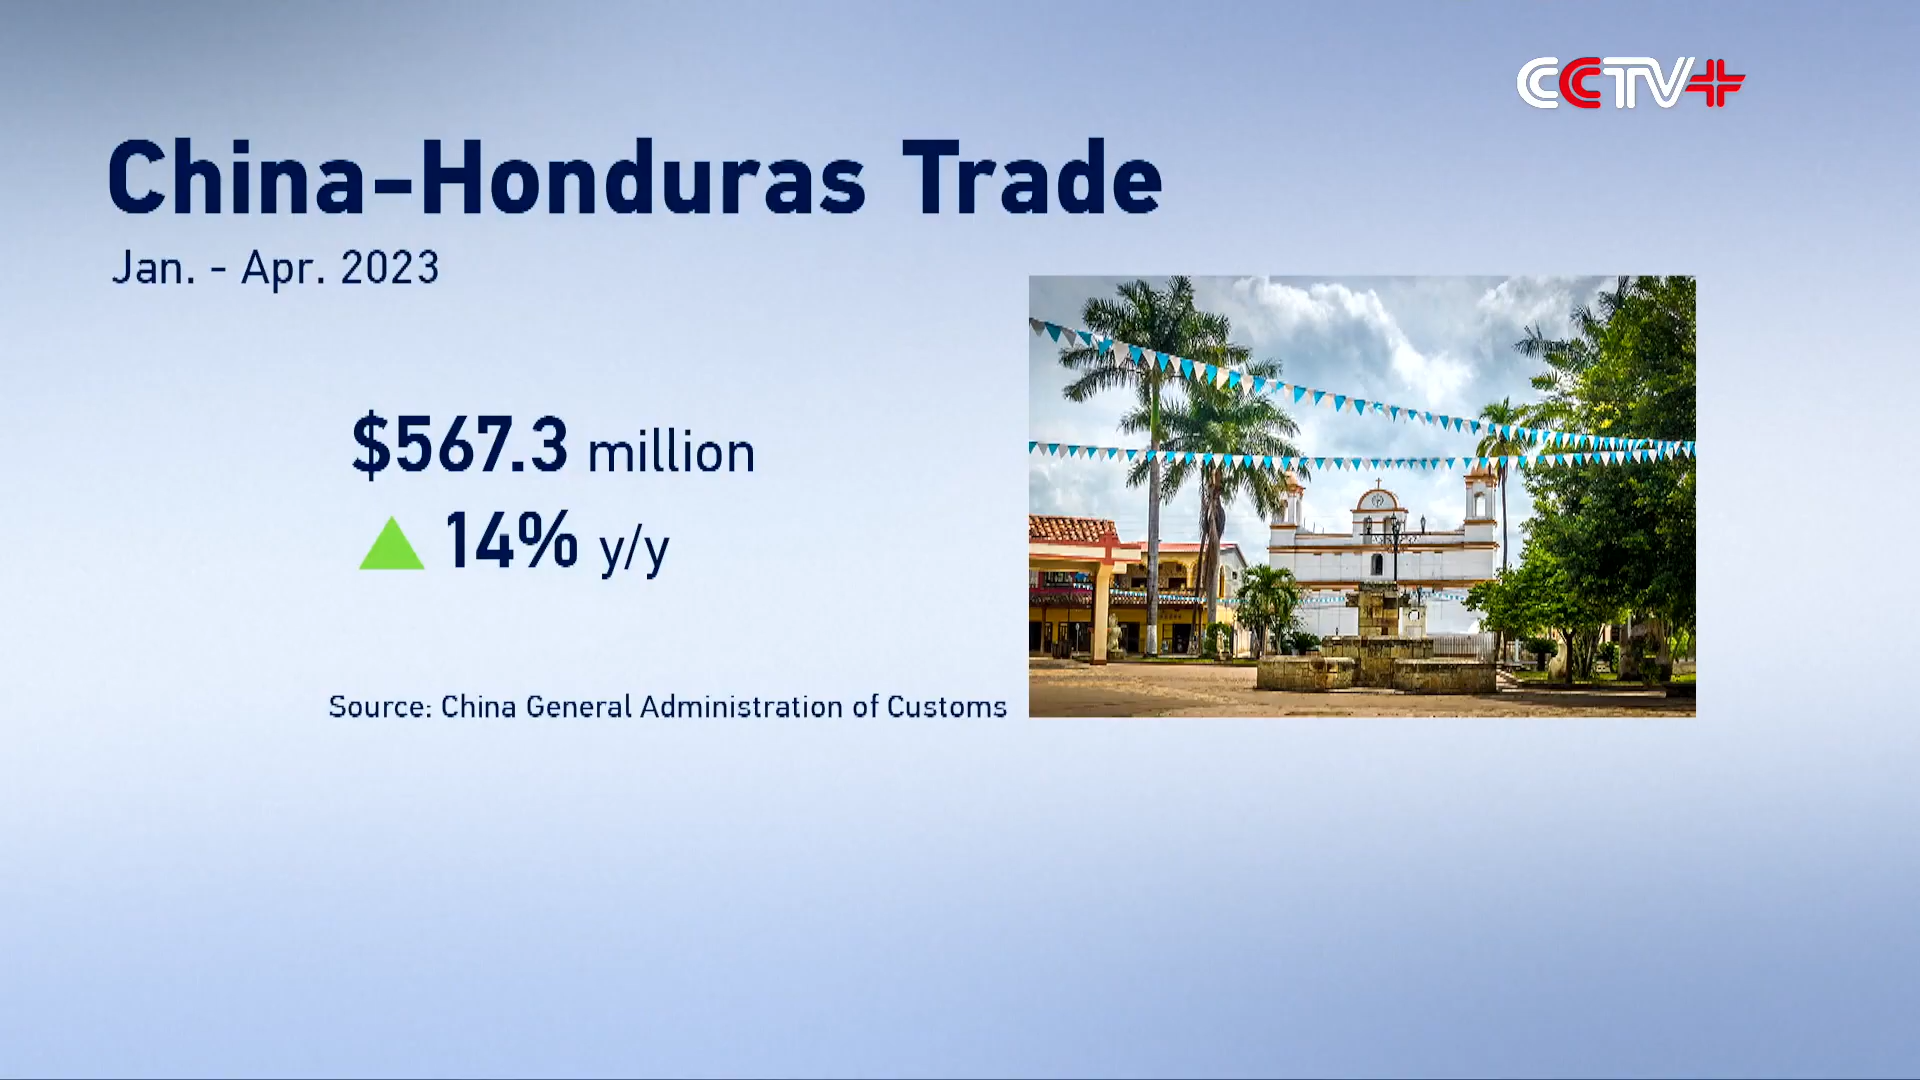 CCTV+
China-Honduras Trade
Jan. - Apr. 2023
$567.3 million
14% y/y
Source: China General Administration of Customs